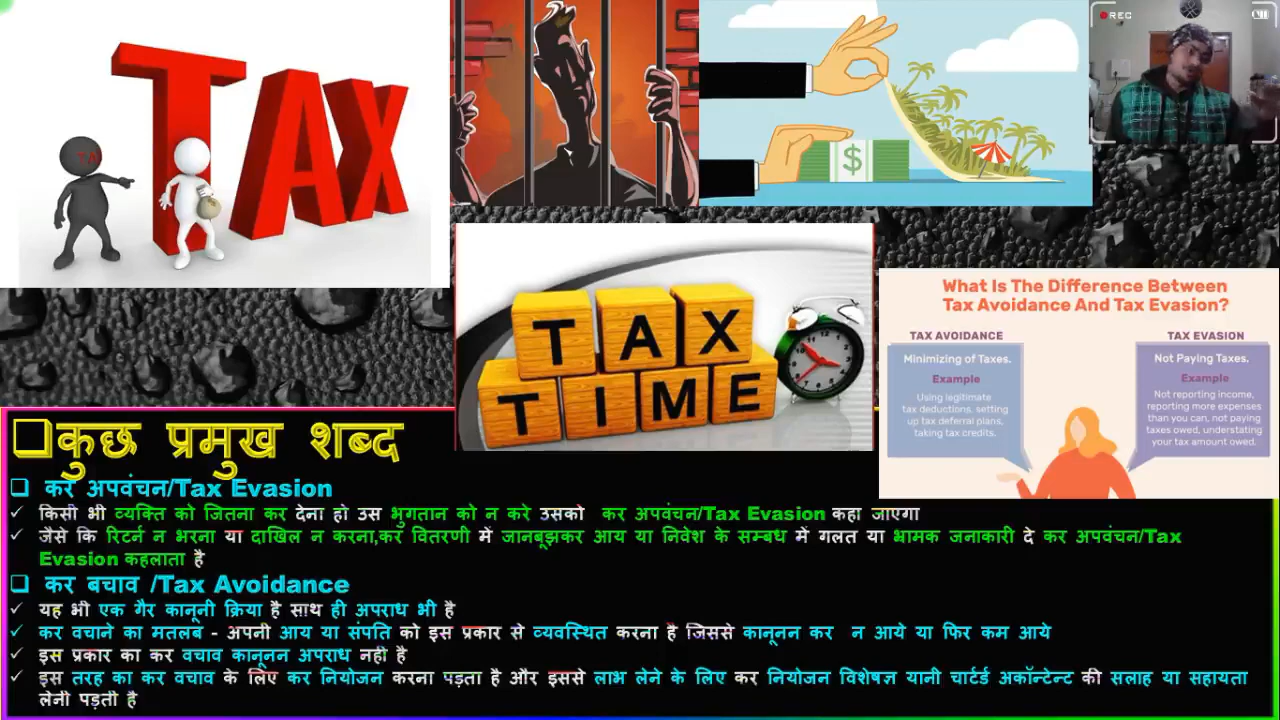 TAX
TAX
REC
$
TAX
TIME
What Is The Difference Between
Tax Avoidance And Tax Evasion?
TAX AVOIDANCE
Minimizing of Taxes.
Example
Using legitimate
tax deductions, setting
up tax deferral plans,
taking tax credits.
TAX EVASION
Not Paying Taxes.
Example
Not reporting income,
reporting more expenses
than you can, not paying
taxes owed, understating
your tax amount owed.
❑कुछ प्रमुख शब्द
❑ कर अपवंचन/Tax Evasion
✓ किसी भी व्यक्ति को जितना कर देना हो उस भुगतान को न करे उसको कर अपवंचन/Tax Evasion कहा जाएगा
✓ जैसे कि रिटर्न न भरना या दाखिल न करना,कर वितरणी में जानबूझकर आय या निवेश के सम्बध में गलत या भ्रामक जनाकारी दे कर अपवंचन/Tax
Evasion कहलाता है
❑ कर बचाव /Tax Avoidance
✓ यह भी एक गैर कानूनी क्रिया है साथ ही अपराध भी है
✓ कर वचाने का मतलब - अपनी आय या संपति को इस प्रकार से व्यवस्थित करना है जिससे कानूनन कर न आये या फिर कम आये
✓ इस प्रकार का कर वचाव कानूनन अपराध नही है
✓ इस तरह का कर वचाव के लिए कर नियोजन करना पड़ता है और इससे लाभ लेने के लिए कर नियोजन विशेषज्ञ यानी चार्टर्ड अकॉन्टेन्ट की सलाह या सहायता
लेनी पड़ती है